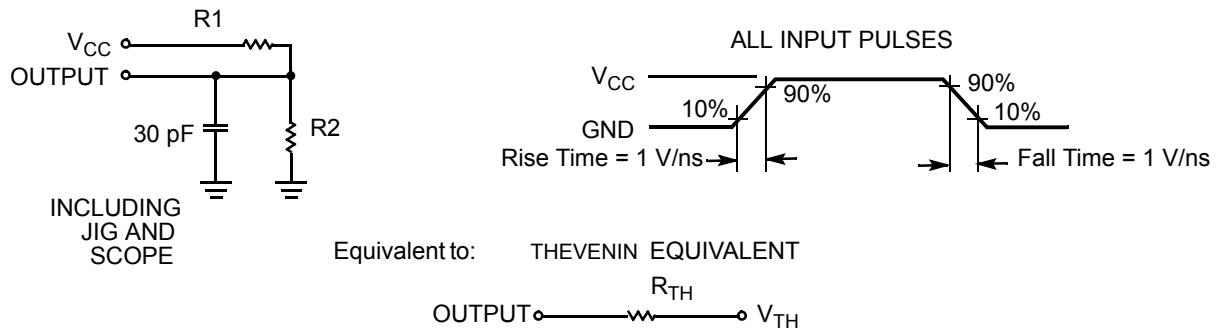 R1
V_CC
OUTPUT
30 pF
R2
INCLUDING
JIG AND
SCOPE
ALL INPUT PULSES
V_CC
10%
90%
90%
10%
GND
Rise Time = 1 V/ns
Fall Time = 1 V/ns
Equivalent to: THEVENIN EQUIVALENT
R_TH
OUTPUT
V_TH